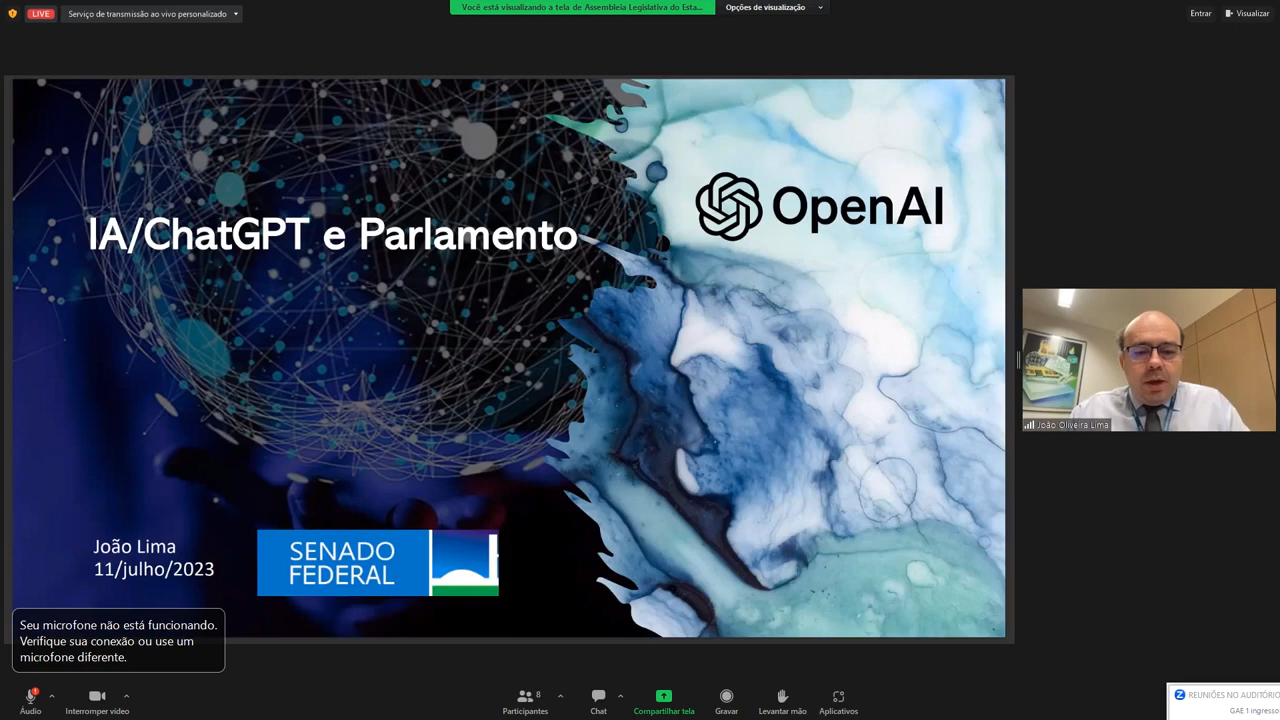 LIVE
Serviço de transmissão ao vivo personalizado
Você está visualizando a tela de Assembleia Legislativa do Esta...
Opções de visualização
Entrar
Visualizar
IA/ChatGPT e Parlamento
OpenAI
João Lima
11/julho/2023
SENADO
FEDERAL
João Oliveira Lima
Seu microfone não está funcionando.
Verifique sua conexão ou use um
microfone diferente.
Áudio
Interromper vídeo
Participantes
8
Chat
Compartilhar tela
Gravar
Levantar mão
Aplicativos
REUNIÕES NO AUDITÓRIO
GAE 1 ingresso